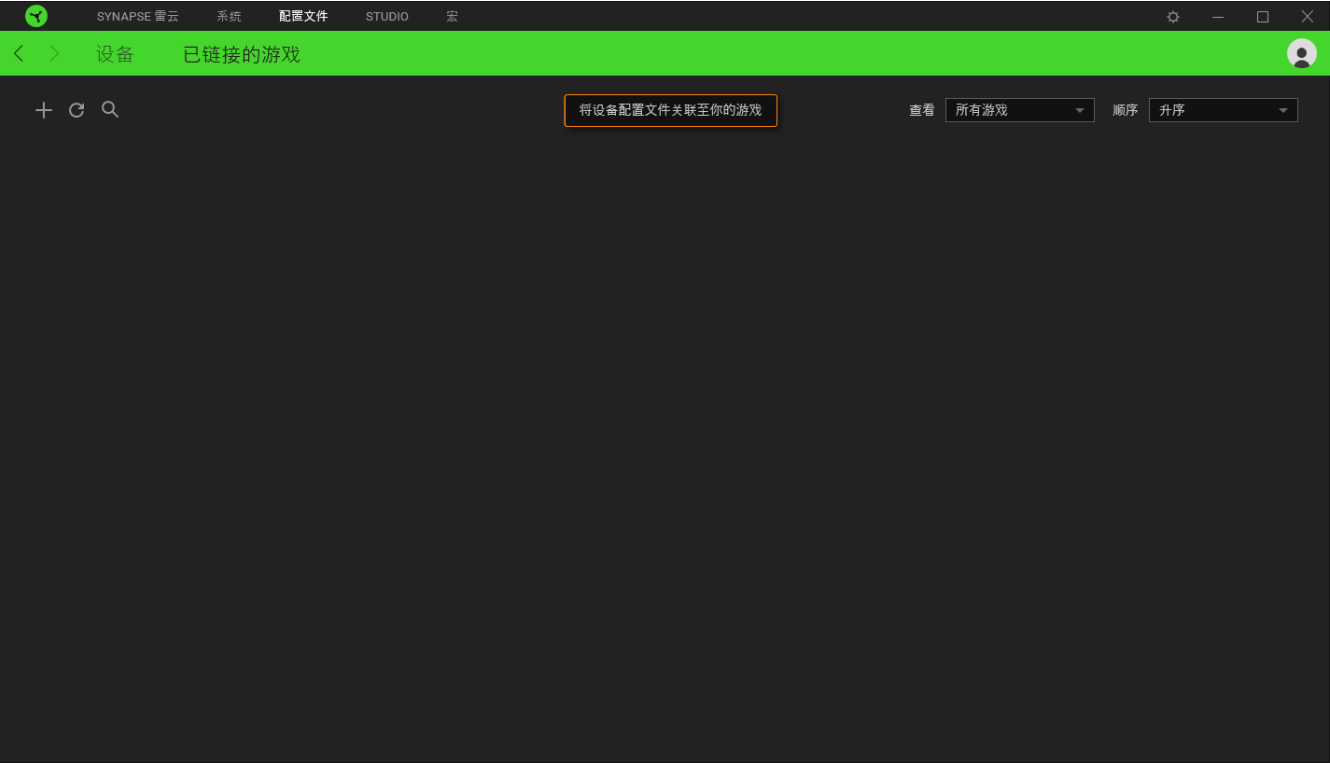 SYNAPSE 雷云 系统 配置文件 STUDIO 宏
设备 已链接的游戏
将设备配置文件关联至你的游戏 查看 所有游戏 顺序 升序